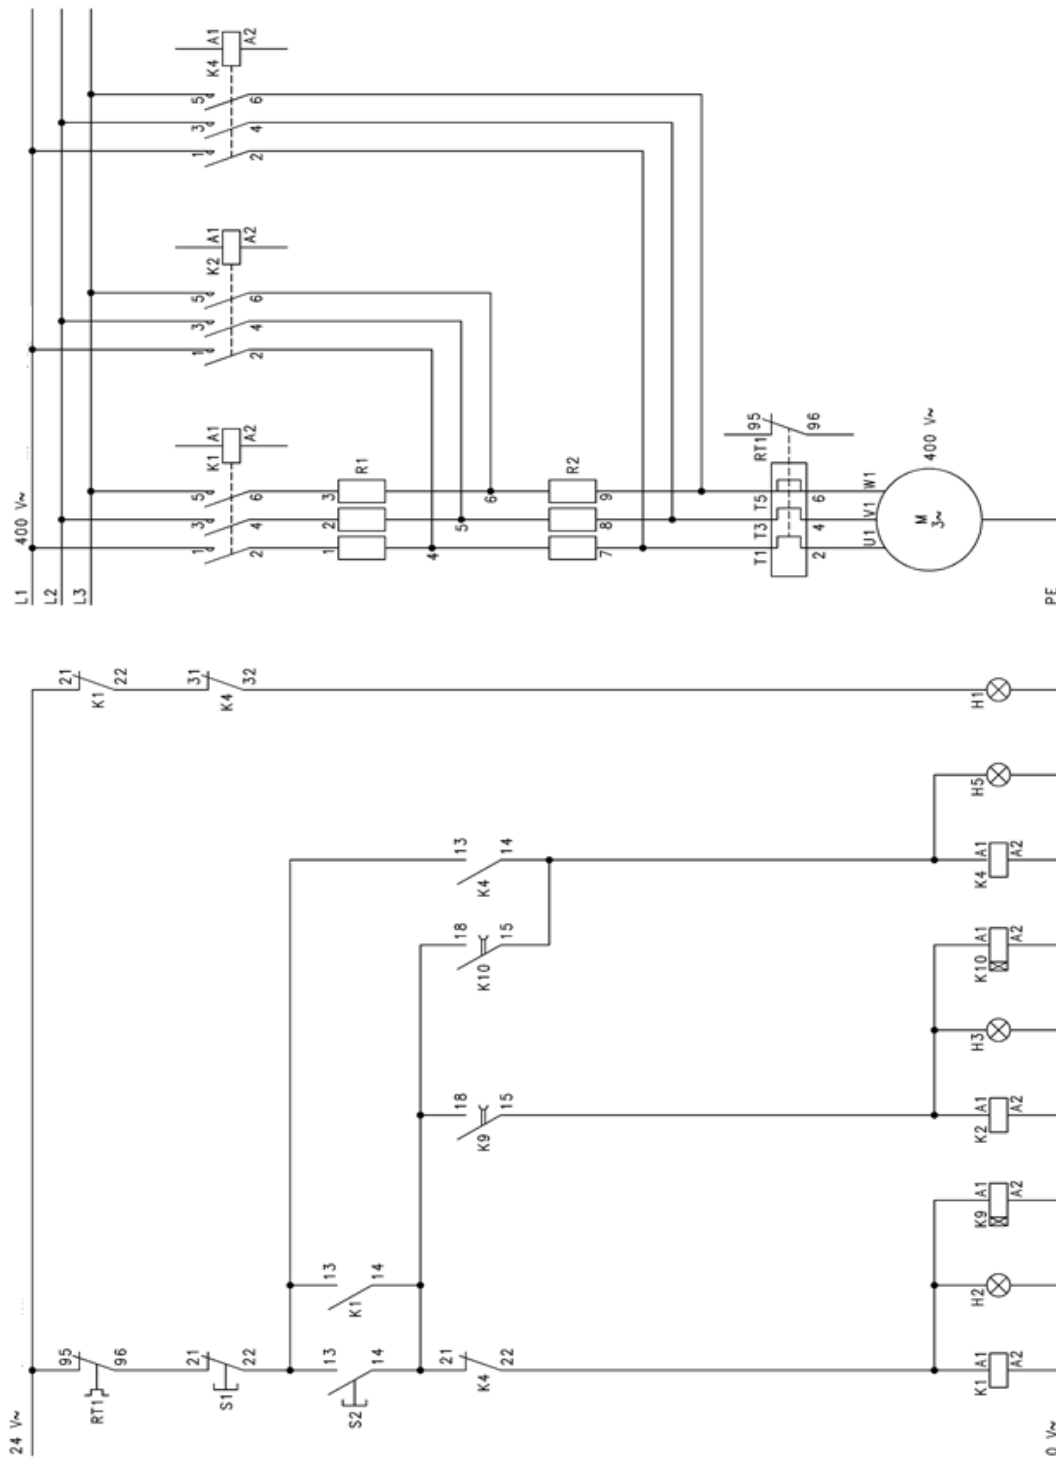 400 V~
L1
L2
L3
K1
A1
A2
1
3
5
2
4
6
K2
A1
A2
1
3
5
2
4
6
K4
A1
A2
1
3
5
2
4
6
1
2
3
R1
4
5
6
7
8
9
R2
T1
T3
T5
RT1
95
96
2
4
6
U1
V1
W1
M
3~
400 V~
PE
24 V~
RT1
95
96
S1
21
22
S2
13
14
K1
13
14
K4
21
22
K9
18
15
K10
18
15
K4
13
14
K1
21
22
K4
31
32
K1
A1
A2
H2
K9
A1
A2
K2
A1
A2
H3
K10
A1
A2
K4
A1
A2
H5
H1
0 V~